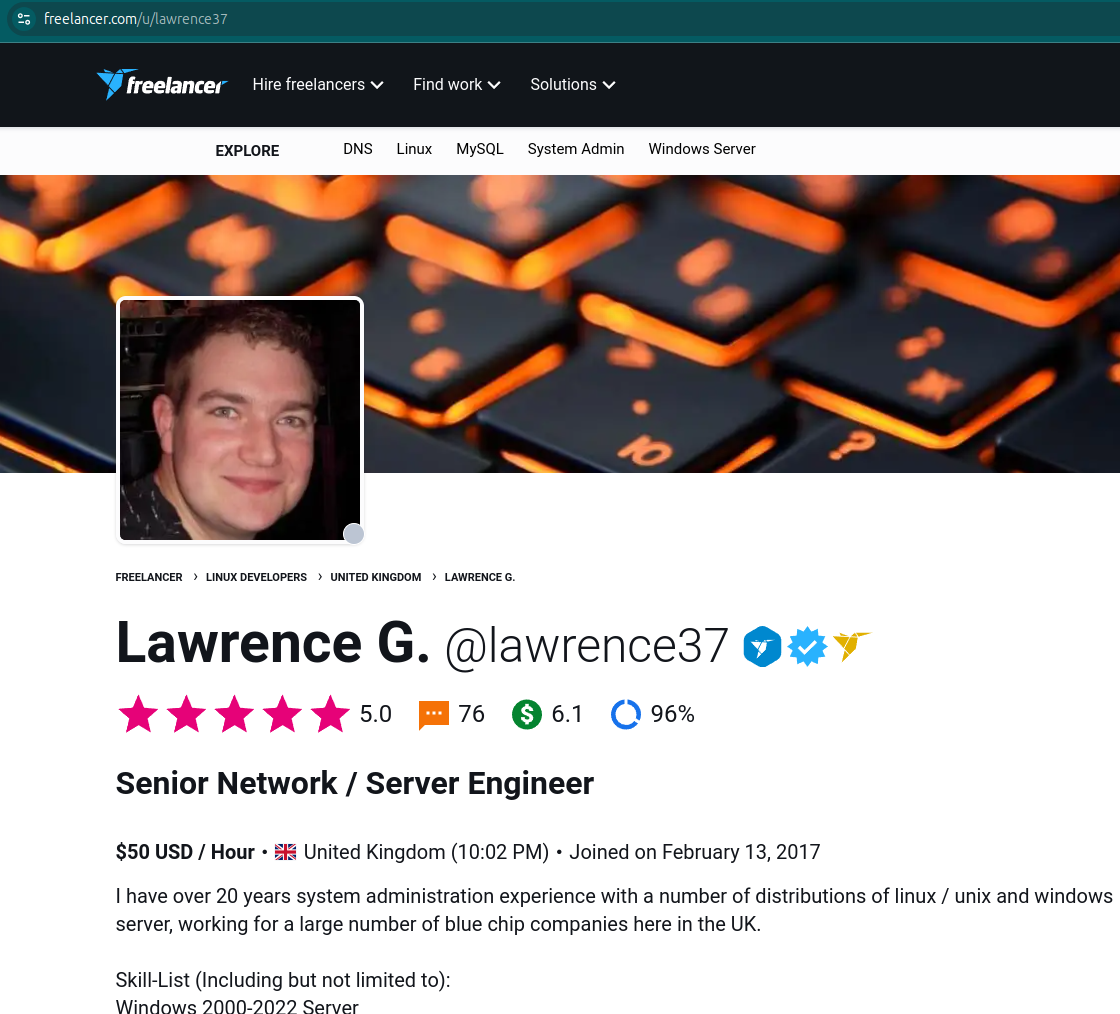 freelancer.com/u/lawrence37
freelancer Hire freelancers Find work Solutions
EXPLORE DNS Linux MySQL System Admin Windows Server
10 ?
FREELANCER › LINUX DEVELOPERS › UNITED KINGDOM › LAWRENCE G.
Lawrence G. @lawrence37
5.0 76 $ 6.1 96%
Senior Network / Server Engineer
$50 USD / Hour • United Kingdom (10:02 PM) • Joined on February 13, 2017
I have over 20 years system administration experience with a number of distributions of linux / unix and windows
server, working for a large number of blue chip companies here in the UK.
Skill-List (Including but not limited to):
Windows 2000-2022 Server